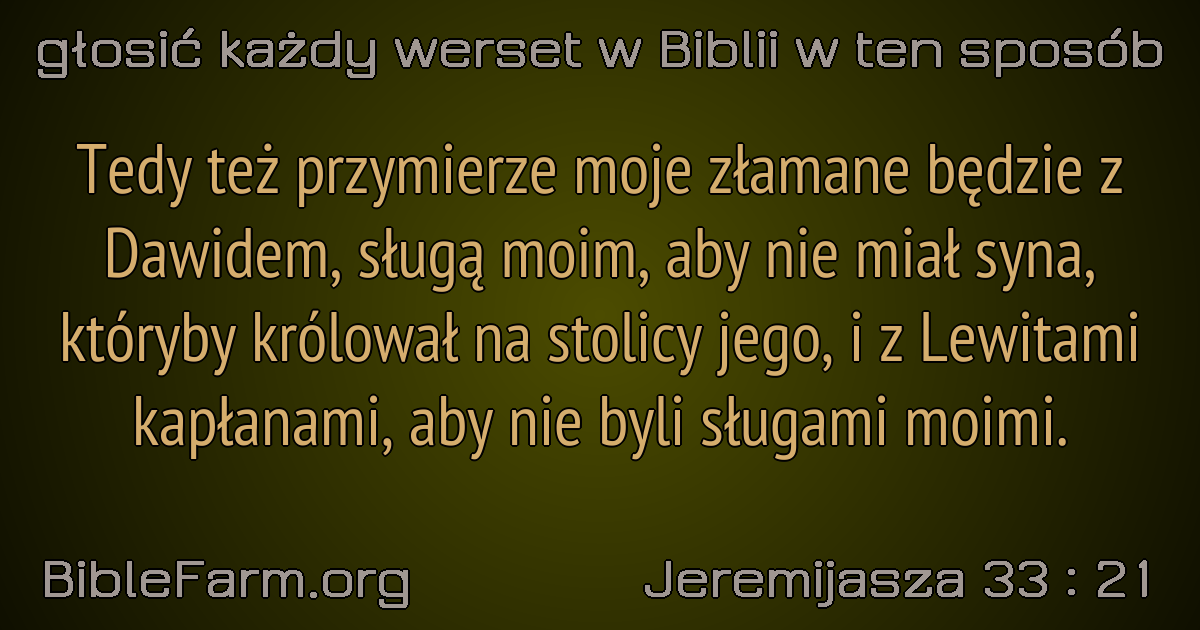 głosić każdy werset w Biblii w ten sposób
Tedy też przymierze moje złamane będzie z
Dawidem, sługą moim, aby nie miał syna,
któryby królował na stolicy jego, i z Lewitami
kapłanami, aby nie byli sługami moimi.
BibleFarm.org
Jeremijasza 33 : 21